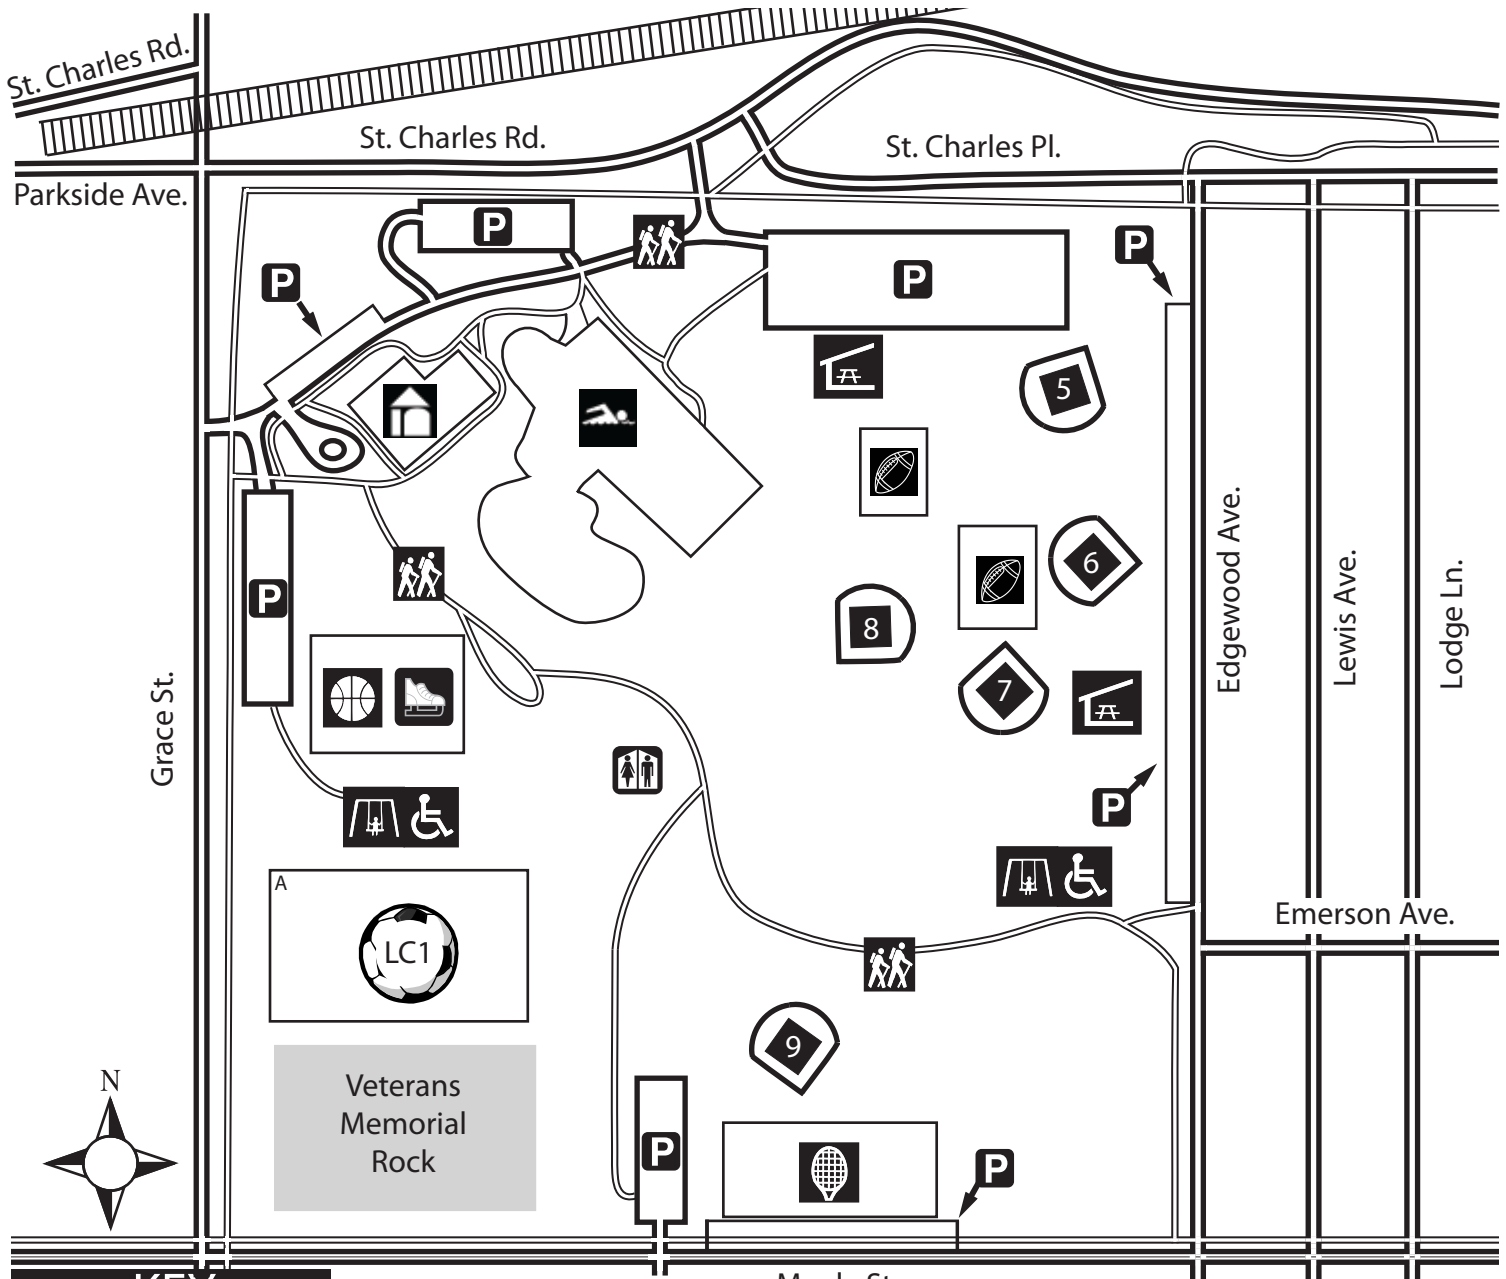 St. Charles Rd.
St. Charles Rd.
St. Charles Pl.
Parkside Ave.
P
P
P
P
5
6
Edgewood Ave.
Lewis Ave.
Lodge Ln.
P
8
7
Grace St.
P
A
LC1
Emerson Ave.
9
Veterans
Memorial
Rock
N
P
P
KEY